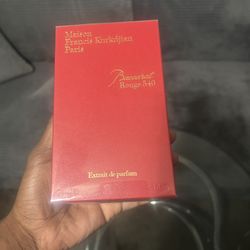 Maison
Francis Kurkdjian
Paris
Baccarat
Rouge 540
Extrait de parfum